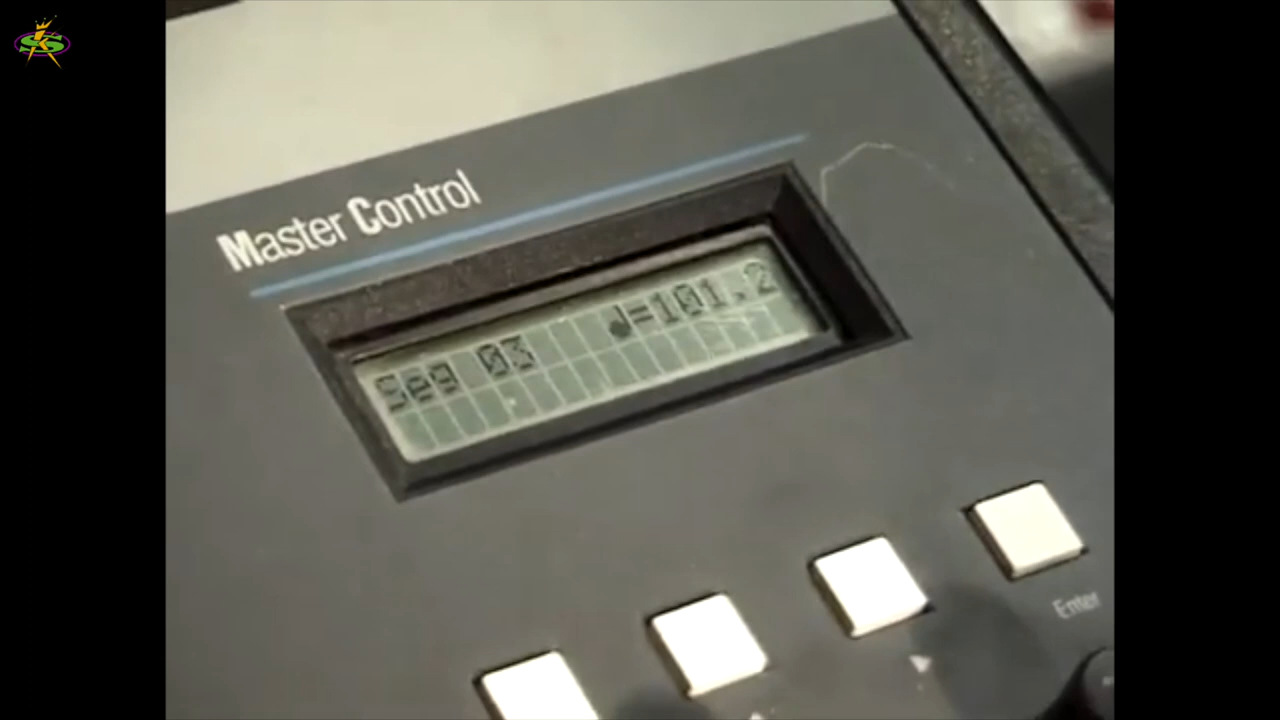 Master Control
Seq 03 ♩=101.2
Enter